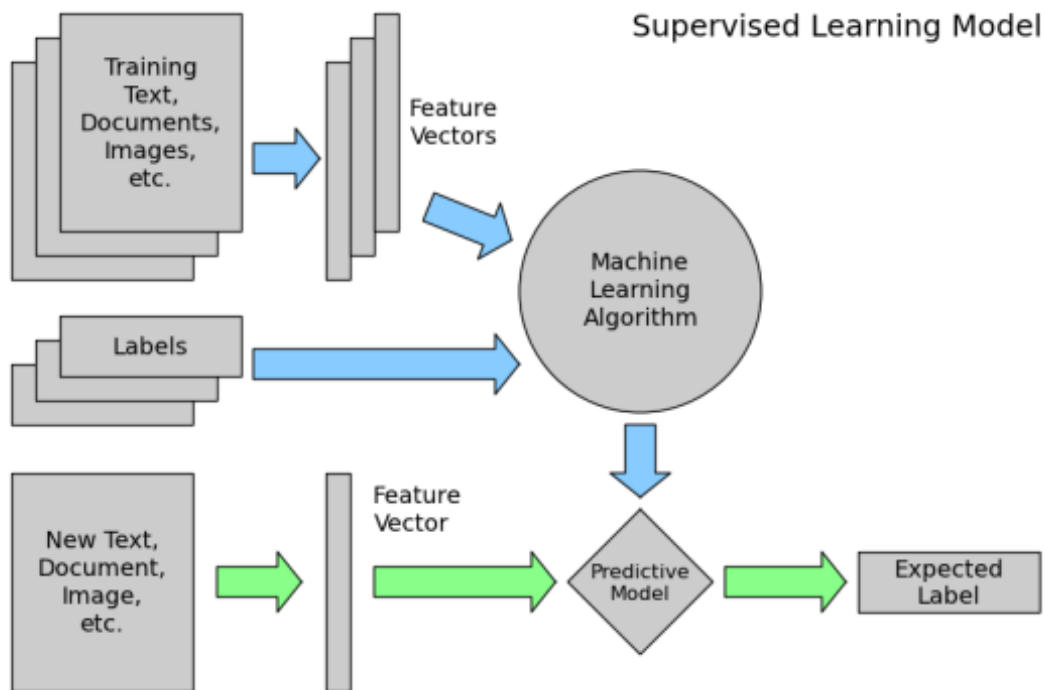 Supervised Learning Model
Training
Text,
Documents,
Images,
etc.
Feature
Vectors
Machine
Learning
Algorithm
Labels
New Text,
Document,
Image,
etc.
Feature
Vector
Predictive
Model
Expected
Label